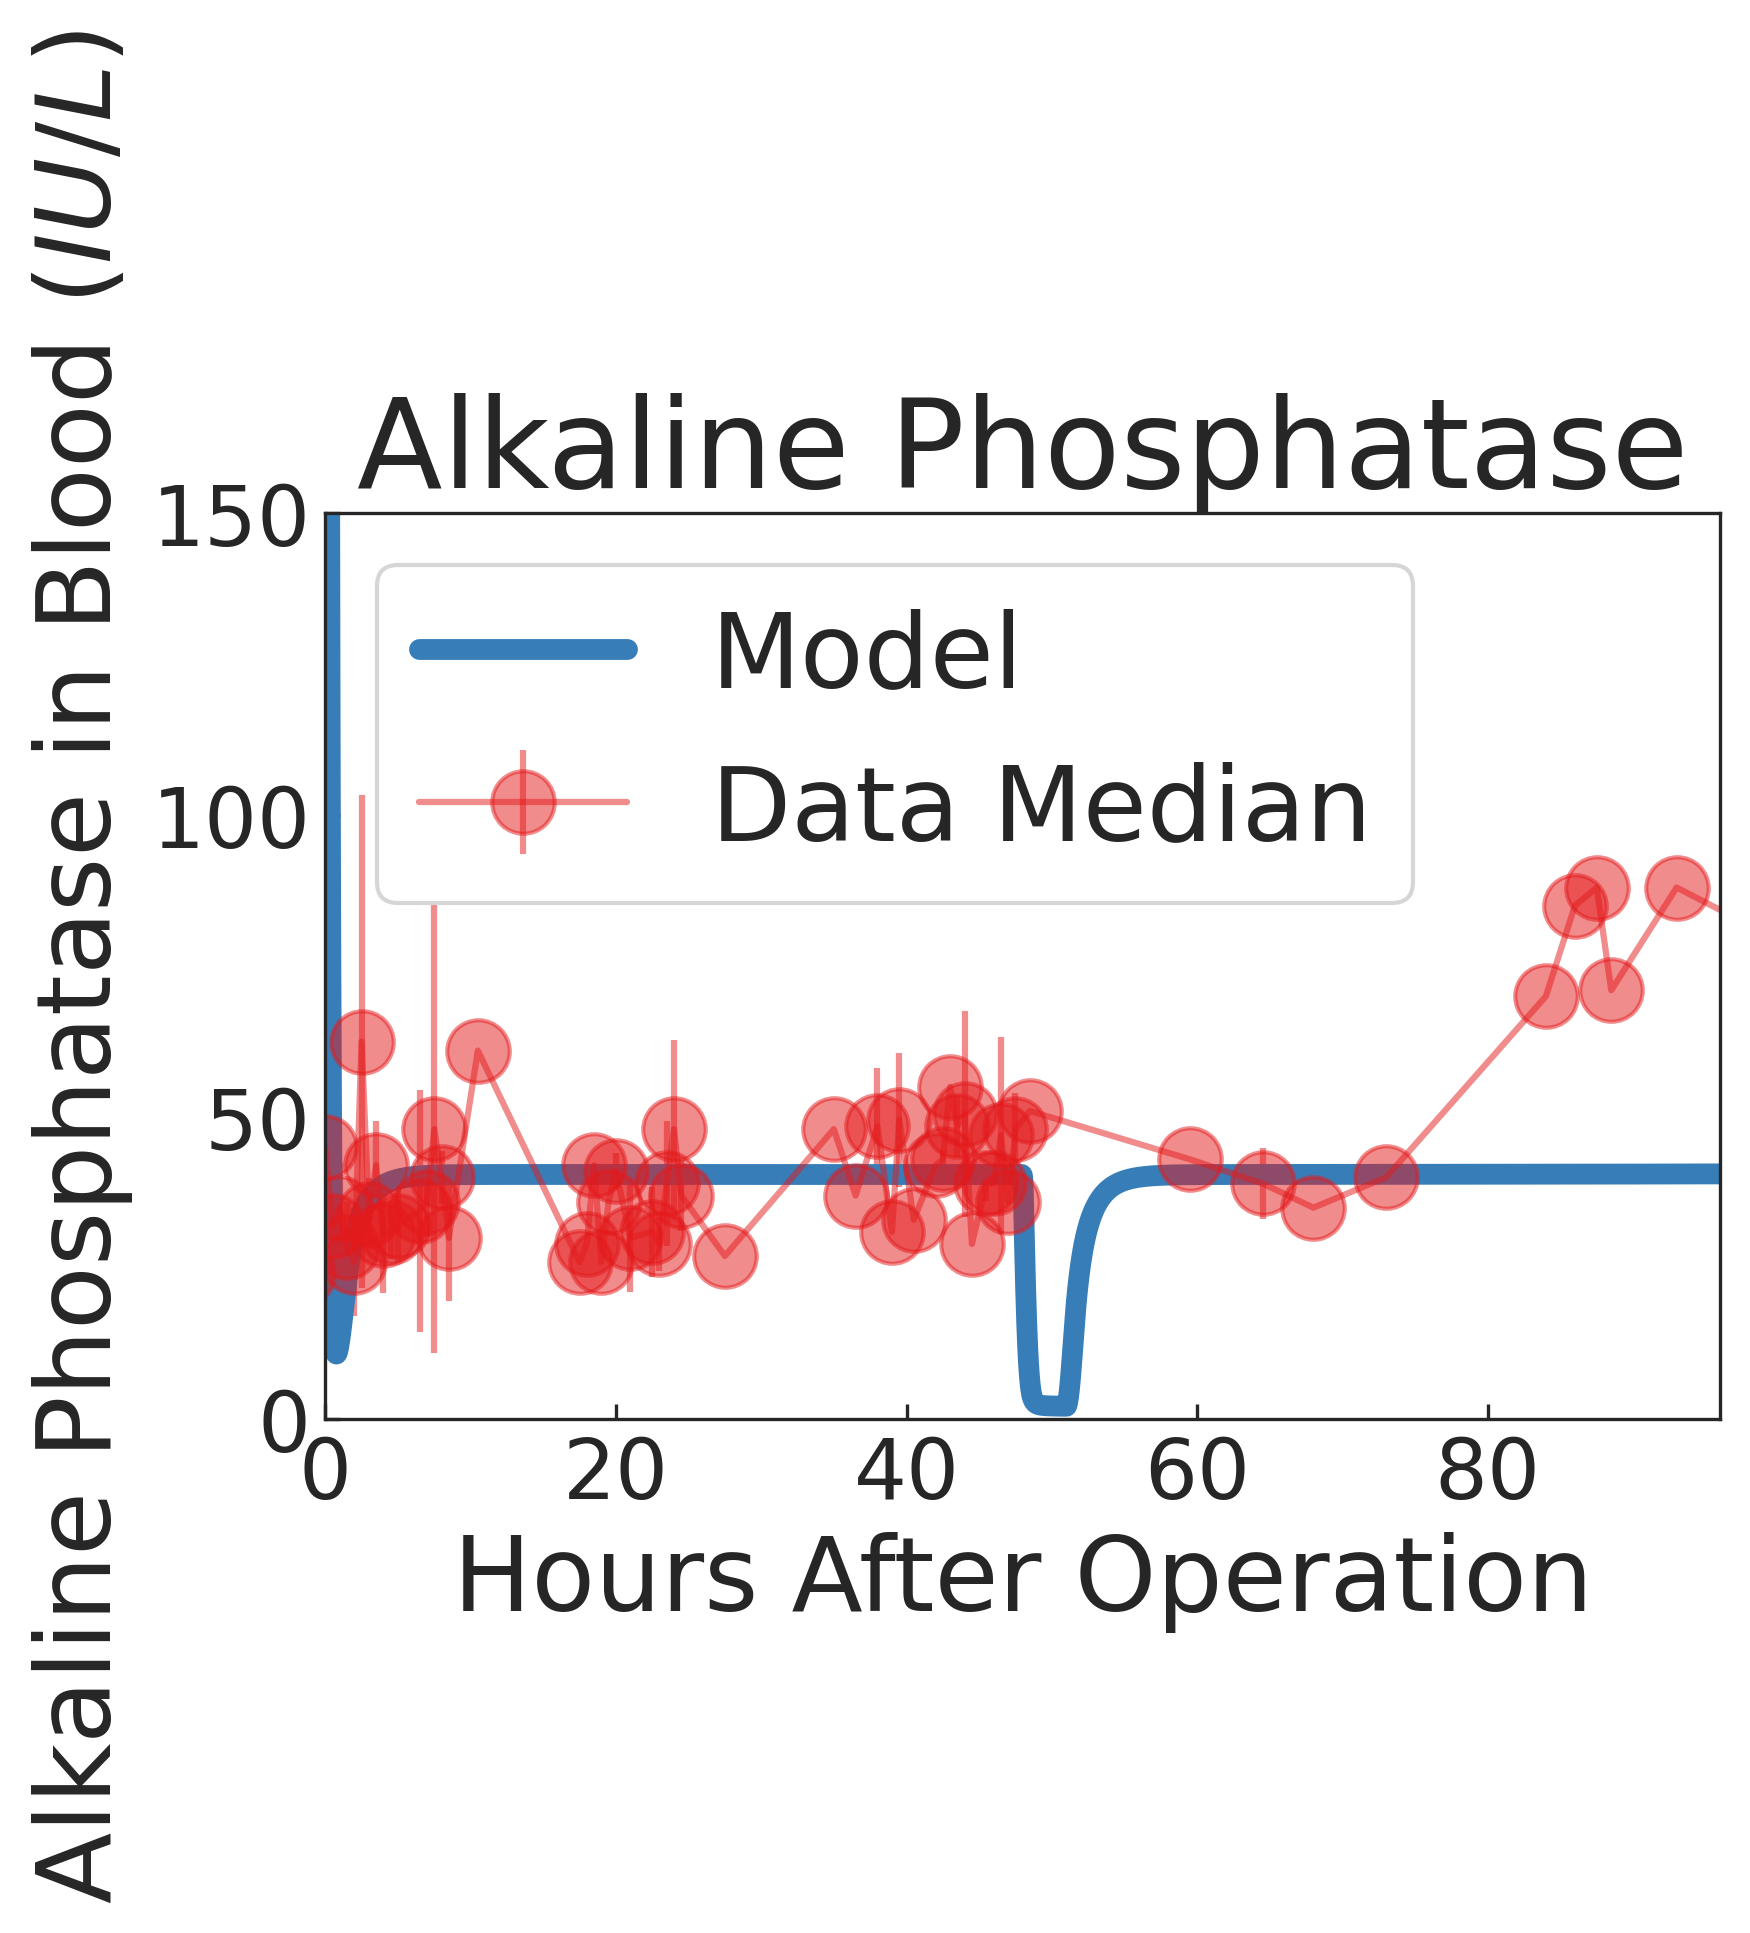 Alkaline Phosphatase
Alkaline Phosphatase in Blood (IU/L)
150
100
50
0
Model
Data Median
0 20 40 60 80
Hours After Operation